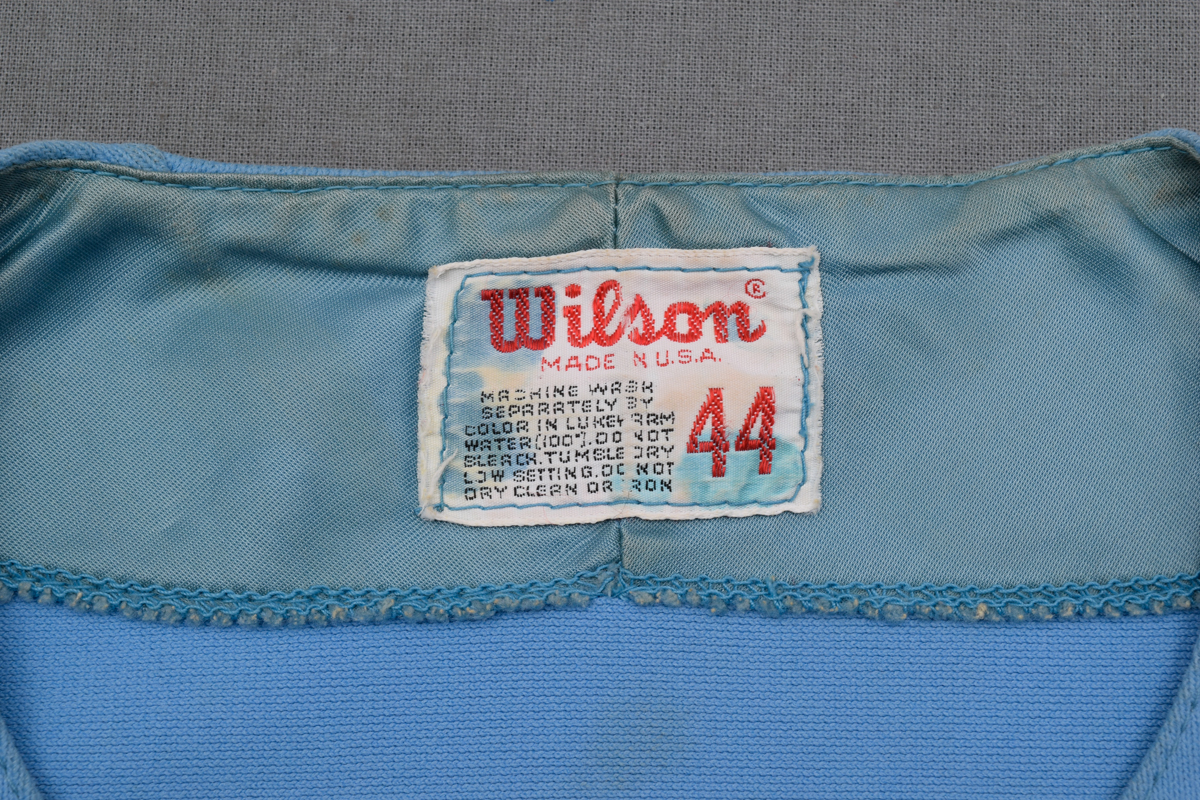 Wilson®
MADE IN U.S.A.
44
MACHINE WASH
SEPARATELY BY
COLOR IN LUKEWARM
WATER(100°).DO NOT
BLEACH.TUMBLE DRY
LOW SETTING.DO NOT
DRY CLEAN OR IRON